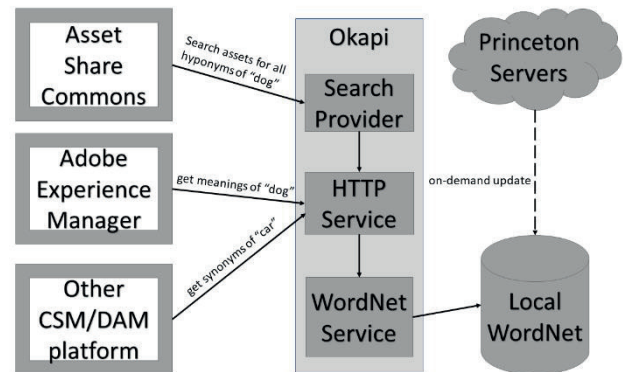 Asset
Share
Commons
Search assets for all
hyponyms of "dog"
Okapi
Search
Provider
Princeton
Servers
Adobe
Experience
Manager
get meanings of "dog"
HTTP
Service
on-demand update
get synonyms of "car"
Other
CSM/DAM
platform
WordNet
Service
Local
WordNet